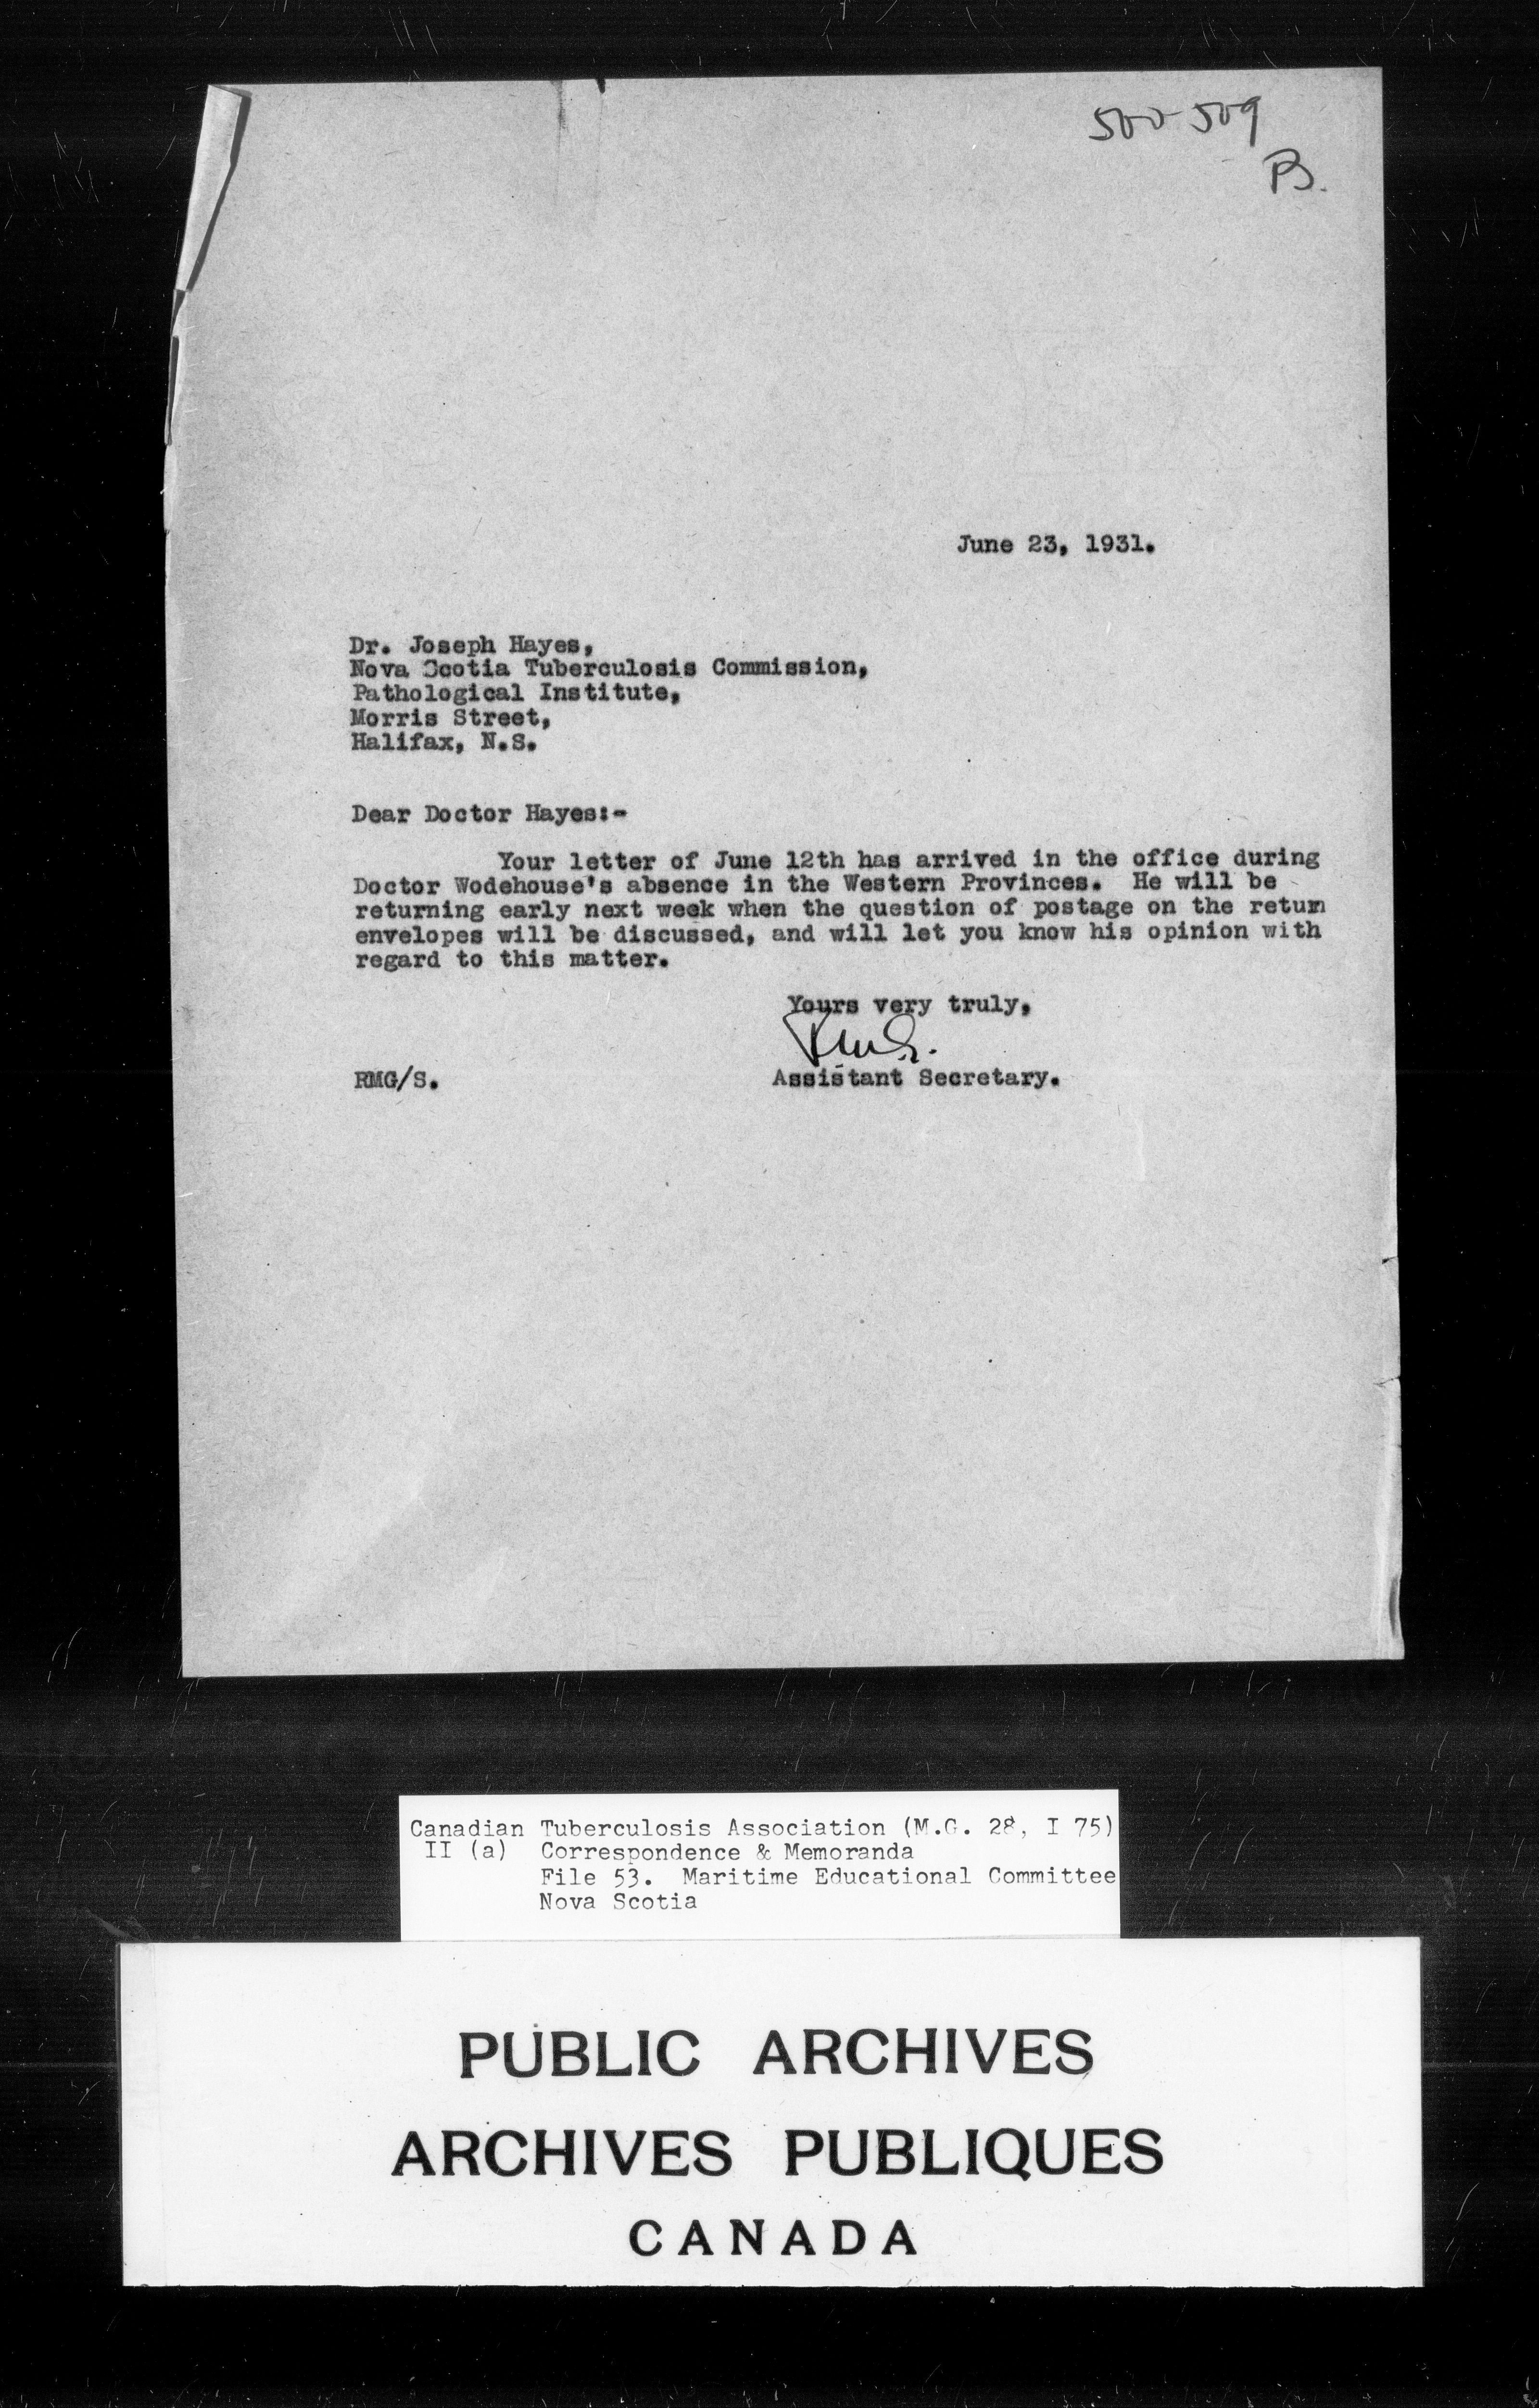 500-509
B.
June 23, 1931.
Dr. Joseph Hayes,
Nova Scotia Tuberculosis Commission,
Pathological Institute,
Morris Street,
Halifax, N.S.
Dear Doctor Hayes:-
Your letter of June 12th has arrived in the office during
Doctor Wodehouse's absence in the Western Provinces. He will be
returning early next week when the question of postage on the return
envelopes will be discussed, and will let you know his opinion with
regard to this matter.
Yours very truly,
RMG.
RMG/S.
Assistant Secretary.
Canadian Tuberculosis Association (M.G. 28, I 75)
II (a) Correspondence & Memoranda
File 53. Maritime Educational Committee
Nova Scotia
PUBLIC ARCHIVES
ARCHIVES PUBLIQUES
CANADA